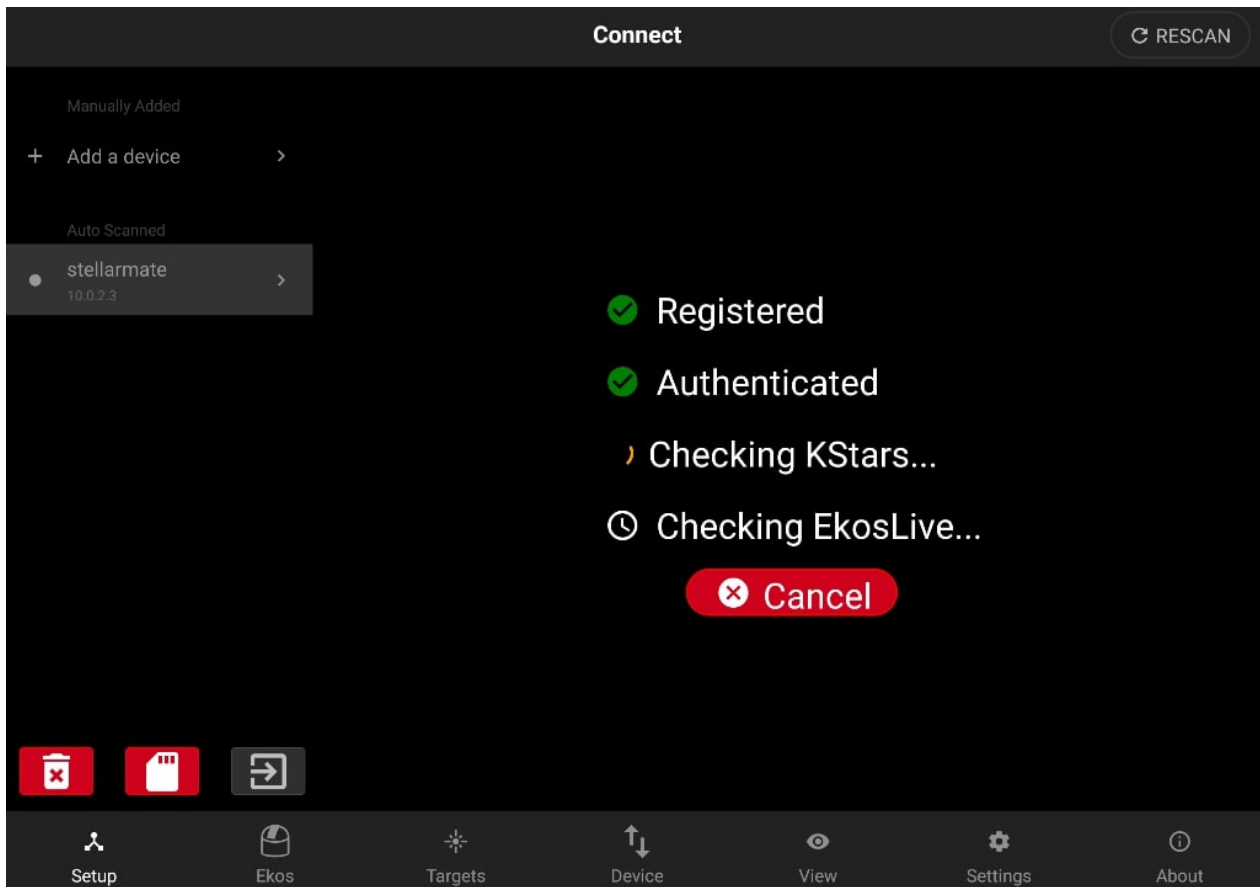 Connect
RESCAN
Manually Added
Add a device
Auto Scanned
stellarmate
10.0.2.3
Registered
Authenticated
Checking KStars...
Checking EkosLive...
Cancel
Setup
Ekos
Targets
Device
View
Settings
About